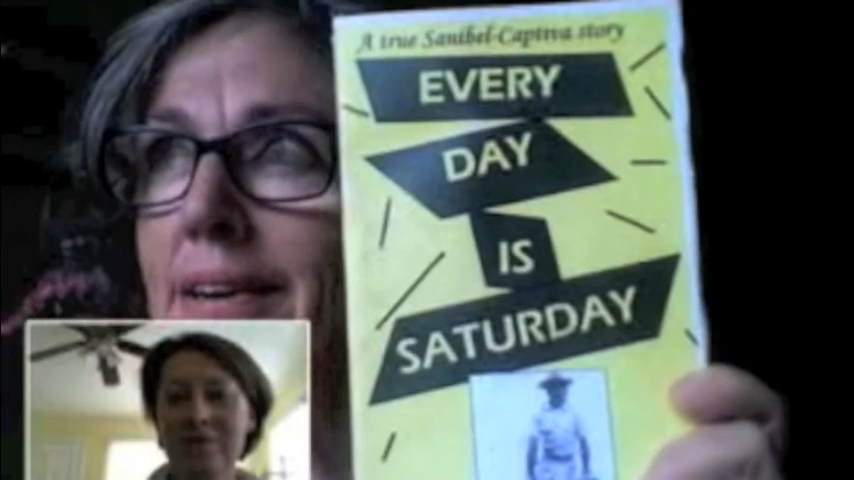 A true Sanibel-Captiva story
EVERY
DAY
IS
SATURDAY